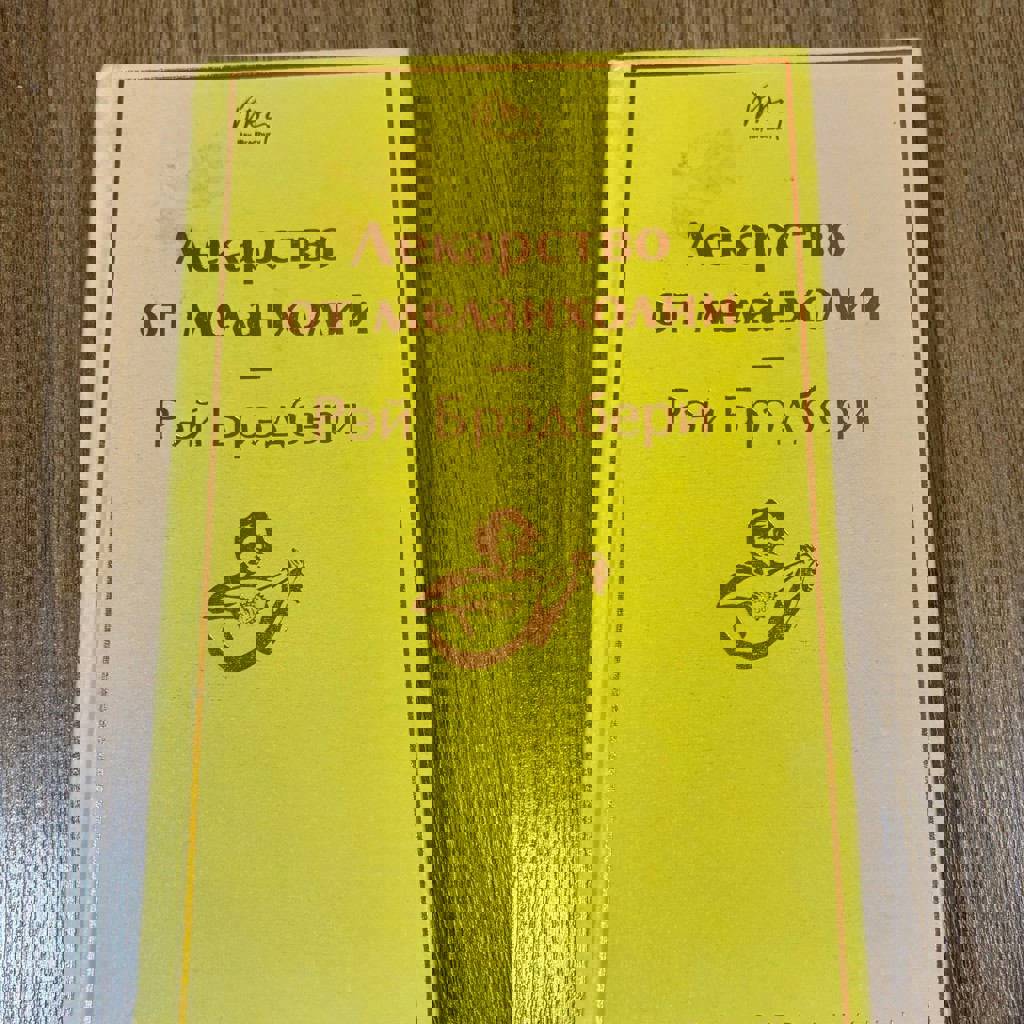 Лекарство
от меланхолии
Рэй Брэдбери